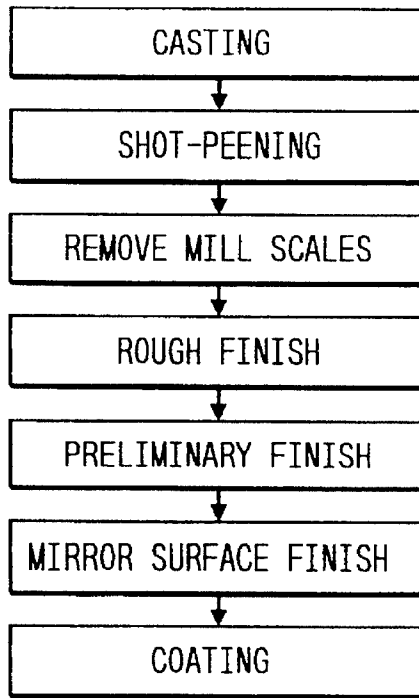 CASTING
SHOT-PEENING
REMOVE MILL SCALES
ROUGH FINISH
PRELIMINARY FINISH
MIRROR SURFACE FINISH
COATING